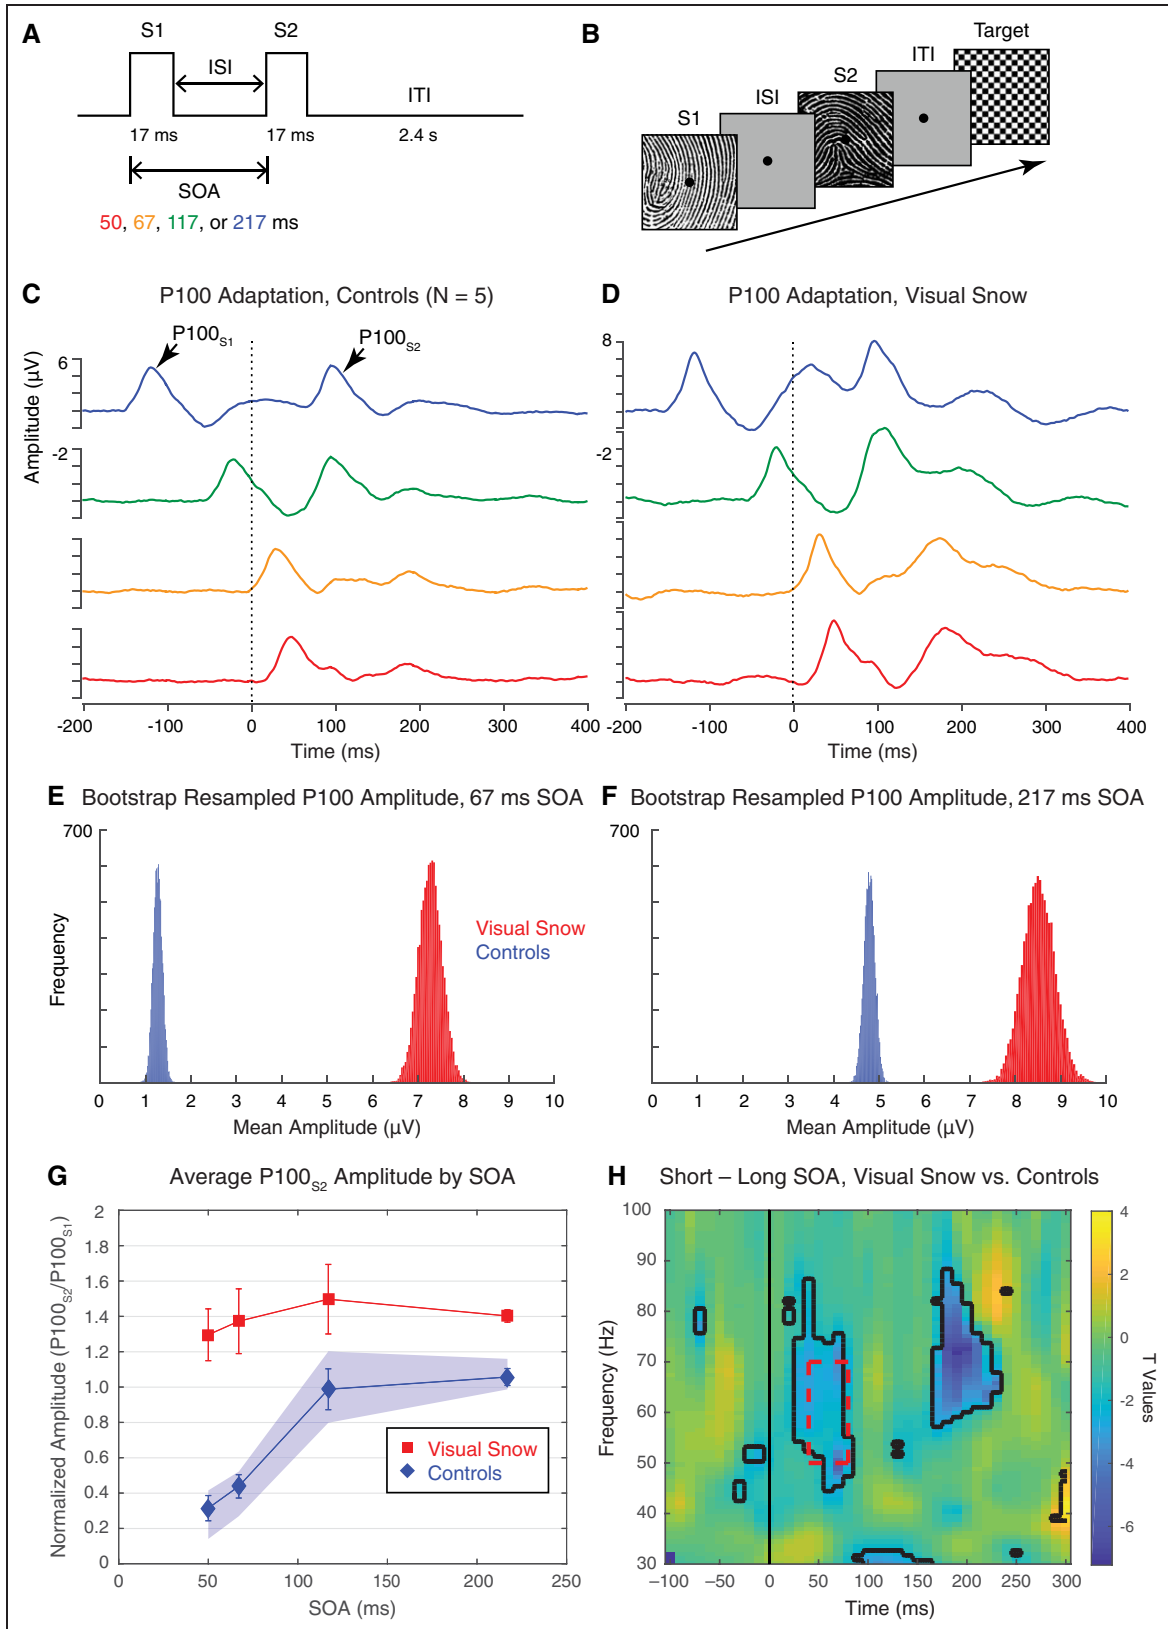 A
S1
S2
ISI
ITI
17 ms
17 ms
2.4 s
SOA
50, 67, 117, or 217 ms
B
S1
ISI
S2
ITI
Target
C P100 Adaptation, Controls (N = 5)
P100S1
P100S2
6
-2
Amplitude (μV)
-200 -100 0 100 200 300 400
Time (ms)
D P100 Adaptation, Visual Snow
8
-2
-200 -100 0 100 200 300 400
Time (ms)
E Bootstrap Resampled P100 Amplitude, 67 ms SOA
700
Frequency
Visual Snow
Controls
0 1 2 3 4 5 6 7 8 9 10
Mean Amplitude (μV)
F Bootstrap Resampled P100 Amplitude, 217 ms SOA
700
0 1 2 3 4 5 6 7 8 9 10
Mean Amplitude (μV)
G Average P100S2 Amplitude by SOA
Normalized Amplitude (P100S2/P100S1)
2
1.8
1.6
1.4
1.2
1.0
0.8
0.6
0.4
0.2
0
Visual Snow
Controls
0 50 100 150 200 250
SOA (ms)
H Short – Long SOA, Visual Snow vs. Controls
Frequency (Hz)
100
90
80
70
60
50
40
30
−100 −50 0 50 100 150 200 250 300
Time (ms)
4
2
0
-2
-4
-6
T Values